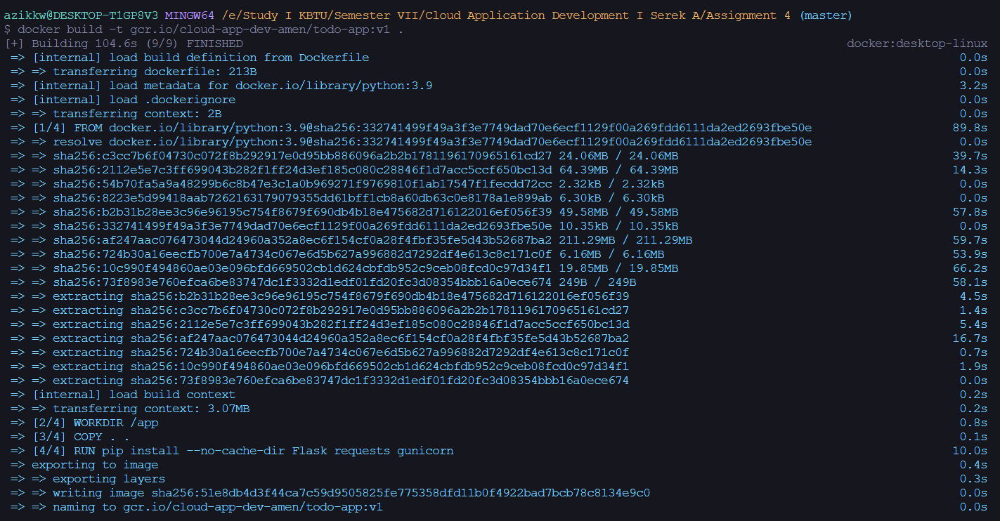 azikkw@DESKTOP-T1GP8V3 MINGW64 /e/Study I KBTU/Semester VII/Cloud Application Development I Serek A/Assignment 4 (master)
$ docker build -t gcr.io/cloud-app-dev-amen/todo-app:v1 .
[+] Building 104.6s (9/9) FINISHED docker:desktop-linux
=> [internal] load build definition from Dockerfile 0.0s
=> => transferring dockerfile: 213B 0.0s
=> [internal] load metadata for docker.io/library/python:3.9 3.2s
=> [internal] load .dockerignore 0.0s
=> => transferring context: 2B 0.0s
=> [1/4] FROM docker.io/library/python:3.9@sha256:332741499f49a3f3e7749dad70e6ecf1129f00a269fdd6111da2ed2693fbe50e 89.8s
=> => resolve docker.io/library/python:3.9@sha256:332741499f49a3f3e7749dad70e6ecf1129f00a269fdd6111da2ed2693fbe50e 0.0s
=> => sha256:c3cc7b6f04730c072f8b292917e0d95bb886096a2b2b1781196170965161cd27 24.06MB / 24.06MB 39.7s
=> => sha256:2112e5e7c3ff699043b282f1ff24d3ef185c080c28846f1d7acc5ccf650bc13d 64.39MB / 64.39MB 14.3s
=> => sha256:54b70fa5a9a48299b6c8b47e3c1a0b969271f9769810f1ab17547f1fecdd72cc 2.32kB / 2.32kB 0.0s
=> => sha256:8223e5d99418aab7262163179079355dd61bff1cb8a60db63c0e8178a1e899ab 6.30kB / 6.30kB 0.0s
=> => sha256:b2b31b28ee3c96e96195c754f8679f690db4b18e475682d716122016ef056f39 49.58MB / 49.58MB 57.8s
=> => sha256:332741499f49a3f3e7749dad70e6ecf1129f00a269fdd6111da2ed2693fbe50e 10.35kB / 10.35kB 0.0s
=> => sha256:af247aac076473044d24960a352a8ec6f154cf0a28f4fbf35fe5d43b52687ba2 211.29MB / 211.29MB 59.7s
=> => sha256:724b30a16eecfb700e7a4734c067e6d5b627a996882d7292df4e613c8c171c0f 6.16MB / 6.16MB 53.9s
=> => sha256:10c990f494860ae03e096bfd669502cb1d624cbfdb952c9ceb08fcd0c97d34f1 19.85MB / 19.85MB 66.2s
=> => sha256:73f8983e760efca6be83747dc1f3332d1edf01fd20fc3d08354bbb16a0ece674 249B / 249B 58.1s
=> => extracting sha256:b2b31b28ee3c96e96195c754f8679f690db4b18e475682d716122016ef056f39 4.5s
=> => extracting sha256:c3cc7b6f04730c072f8b292917e0d95bb886096a2b2b1781196170965161cd27 1.4s
=> => extracting sha256:2112e5e7c3ff699043b282f1ff24d3ef185c080c28846f1d7acc5ccf650bc13d 5.4s
=> => extracting sha256:af247aac076473044d24960a352a8ec6f154cf0a28f4fbf35fe5d43b52687ba2 16.7s
=> => extracting sha256:724b30a16eecfb700e7a4734c067e6d5b627a996882d7292df4e613c8c171c0f 0.7s
=> => extracting sha256:10c990f494860ae03e096bfd669502cb1d624cbfdb952c9ceb08fcd0c97d34f1 1.9s
=> => extracting sha256:73f8983e760efca6be83747dc1f3332d1edf01fd20fc3d08354bbb16a0ece674 0.0s
=> [internal] load build context 0.2s
=> => transferring context: 3.07MB 0.2s
=> [2/4] WORKDIR /app 0.8s
=> [3/4] COPY . . 0.1s
=> [4/4] RUN pip install --no-cache-dir Flask requests gunicorn 10.0s
=> exporting to image 0.4s
=> => exporting layers 0.3s
=> => writing image sha256:51e8db4d3f44ca7c59d9505825fe775358dfd11b0f4922bad7bcb78c8134e9c0 0.0s
=> => naming to gcr.io/cloud-app-dev-amen/todo-app:v1 0.0s